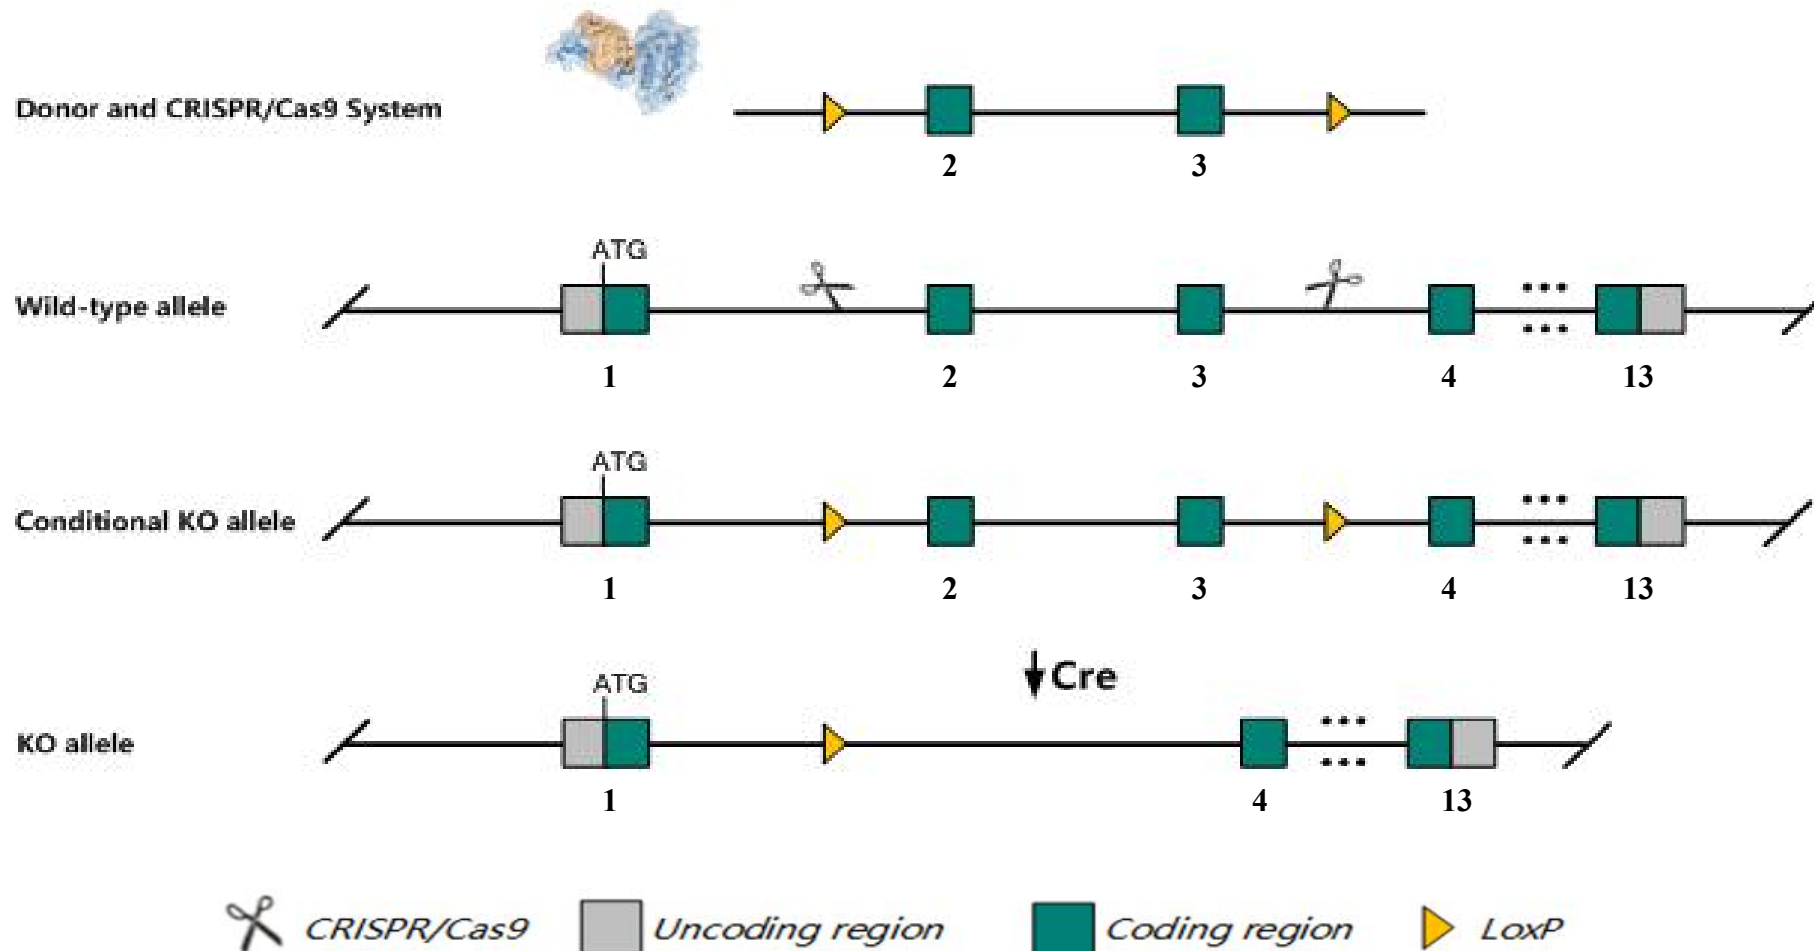 Donor and CRISPR/Cas9 System
2 3
ATG
Wild-type allele
1 2 3 4 13
ATG
Conditional KO allele
1 2 3 4 13
Cre
ATG
KO allele
1 4 13
CRISPR/Cas9 Uncoding region Coding region LoxP